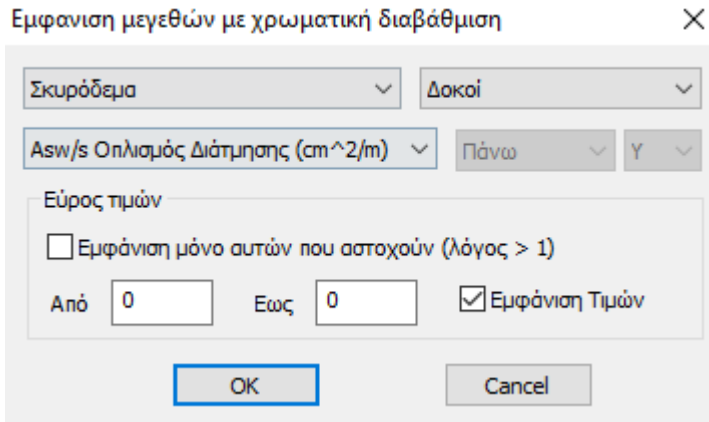 Εμφανιση μεγεθών με χρωματική διαβάθμιση
Σκυρόδεμα Δοκοί
Asw/s Οπλισμός Διάτμησης (cm^2/m) Πάνω Y
Εύρος τιμών
Εμφάνιση μόνο αυτών που αστοχούν (λόγος > 1)
Από 0 Εως 0 Εμφάνιση Τιμών
OK Cancel